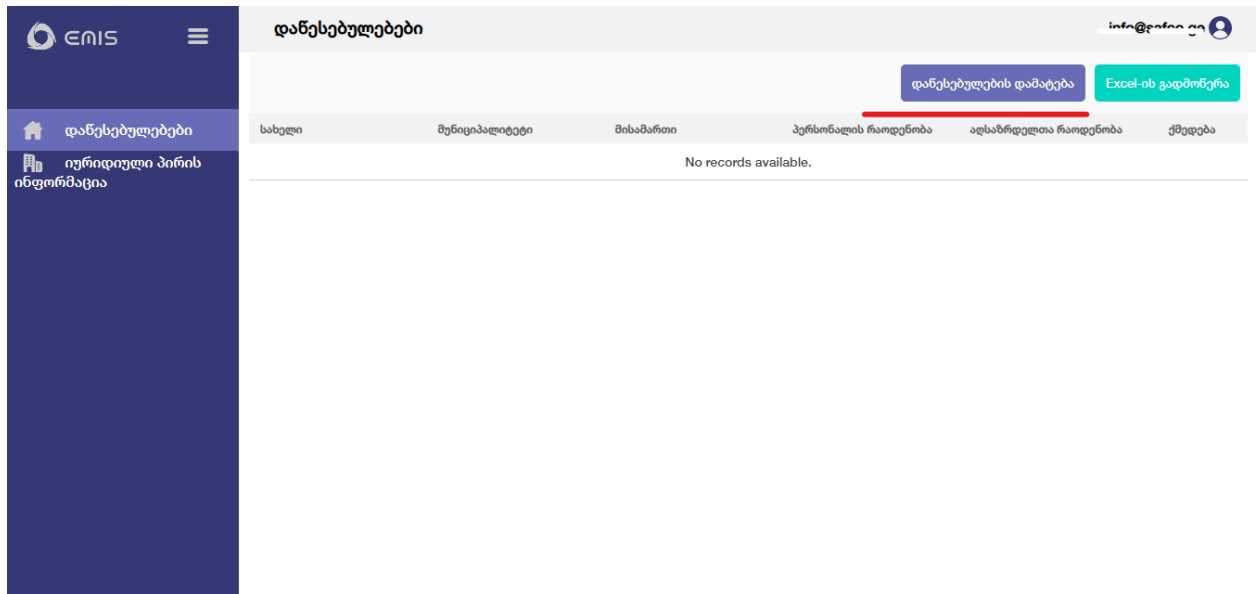 EMIS
დაწესებულებები
დაწესებულების დამატება
Excel-ის გადმოწერა
დაწესებულებები
იურიდიული პირის
ინფორმაცია
სახელი მუნიციპალიტეტი მისამართი პერსონალის რაოდენობა აღსაზრდელთა რაოდენობა ქმედება
No records available.